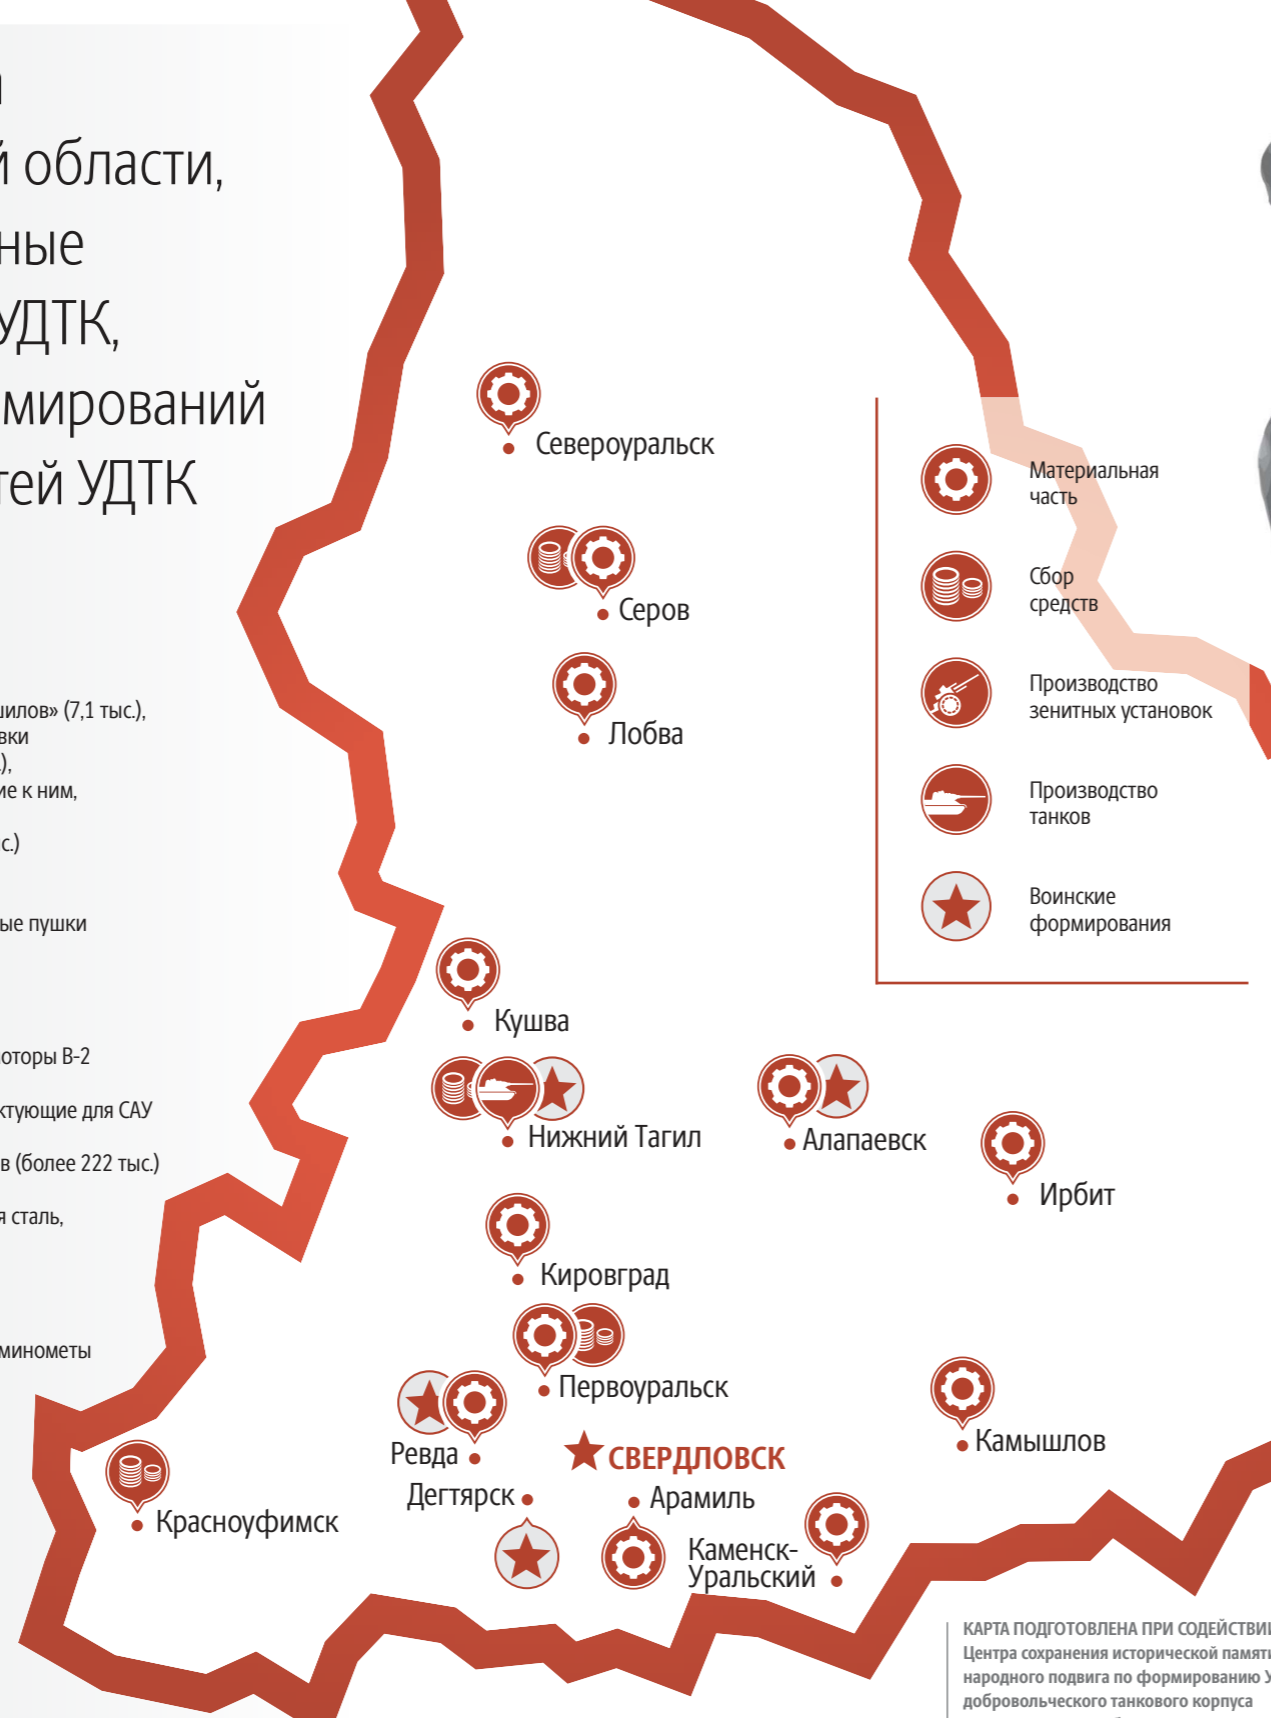 й области,
ные
УДТК,
мирований
тей УДТК
шилов» (7,1 тыс.),
вки
),
ие к ним,
с.)
ые пушки
оторы В-2
ктующие для САУ
в (более 222 тыс.)
я сталь,
минометы
Североуральск
Серов
Лобва
Материальная
часть
Сбор
средств
Производство
зенитных установок
Производство
танков
Воинские
формирования
Кушва
Нижний Тагил
Алапаевск
Ирбит
Кировград
Первоуральск
Ревда
СВЕРДЛОВСК
Камышлов
Дегтярск
Арамиль
Красноуфимск
Каменск-
Уральский
КАРТА ПОДГОТОВЛЕНА ПРИ СОДЕЙСТВИИ
Центра сохранения исторической памяти
народного подвига по формированию У
добровольческого танкового корпуса